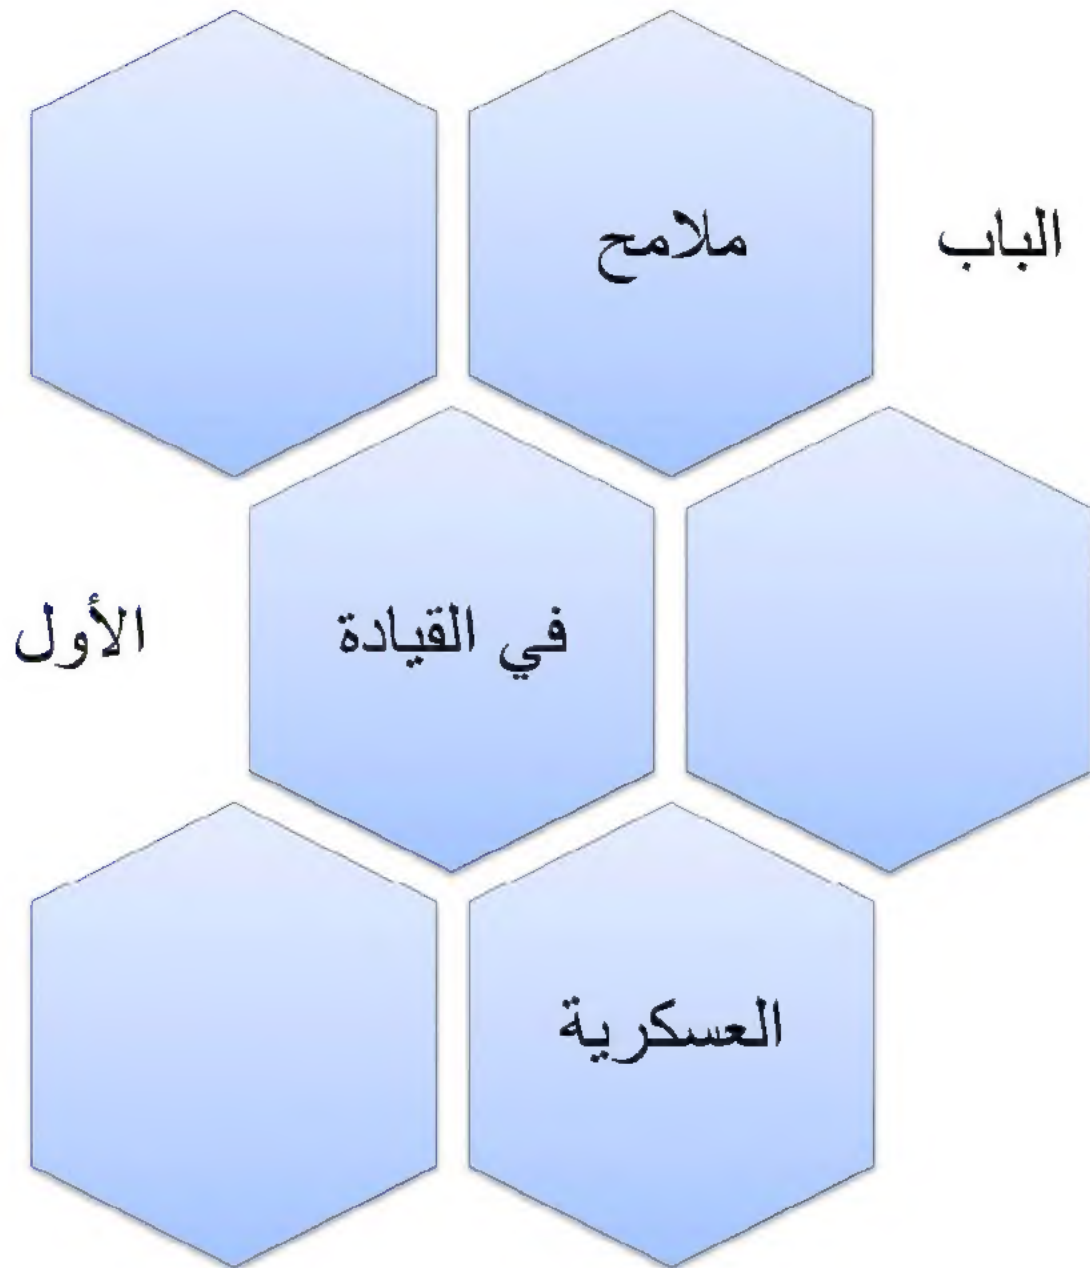 الباب
ملامح
في القيادة
الأول
العسكرية